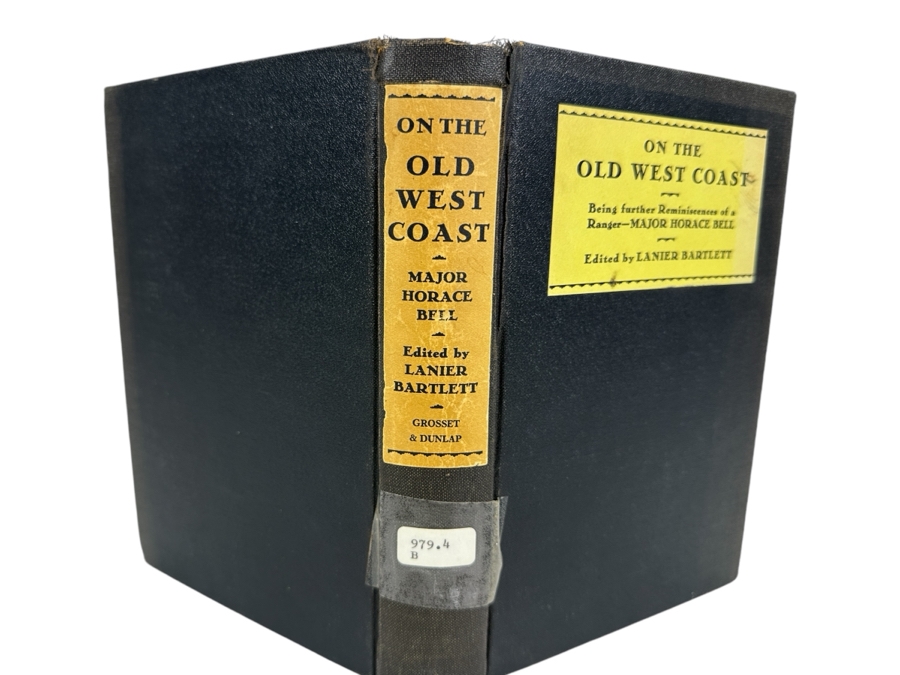 ON THE
OLD
WEST
COAST
MAJOR
HORACE
BELL
Edited by
LANIER
BARTLETT
GROSSET
& DUNLAP
979.4
B
ON THE
OLD WEST COAST
Being further Reminiscences of a
Ranger—MAJOR HORACE BELL
Edited by LANIER BARTLETT